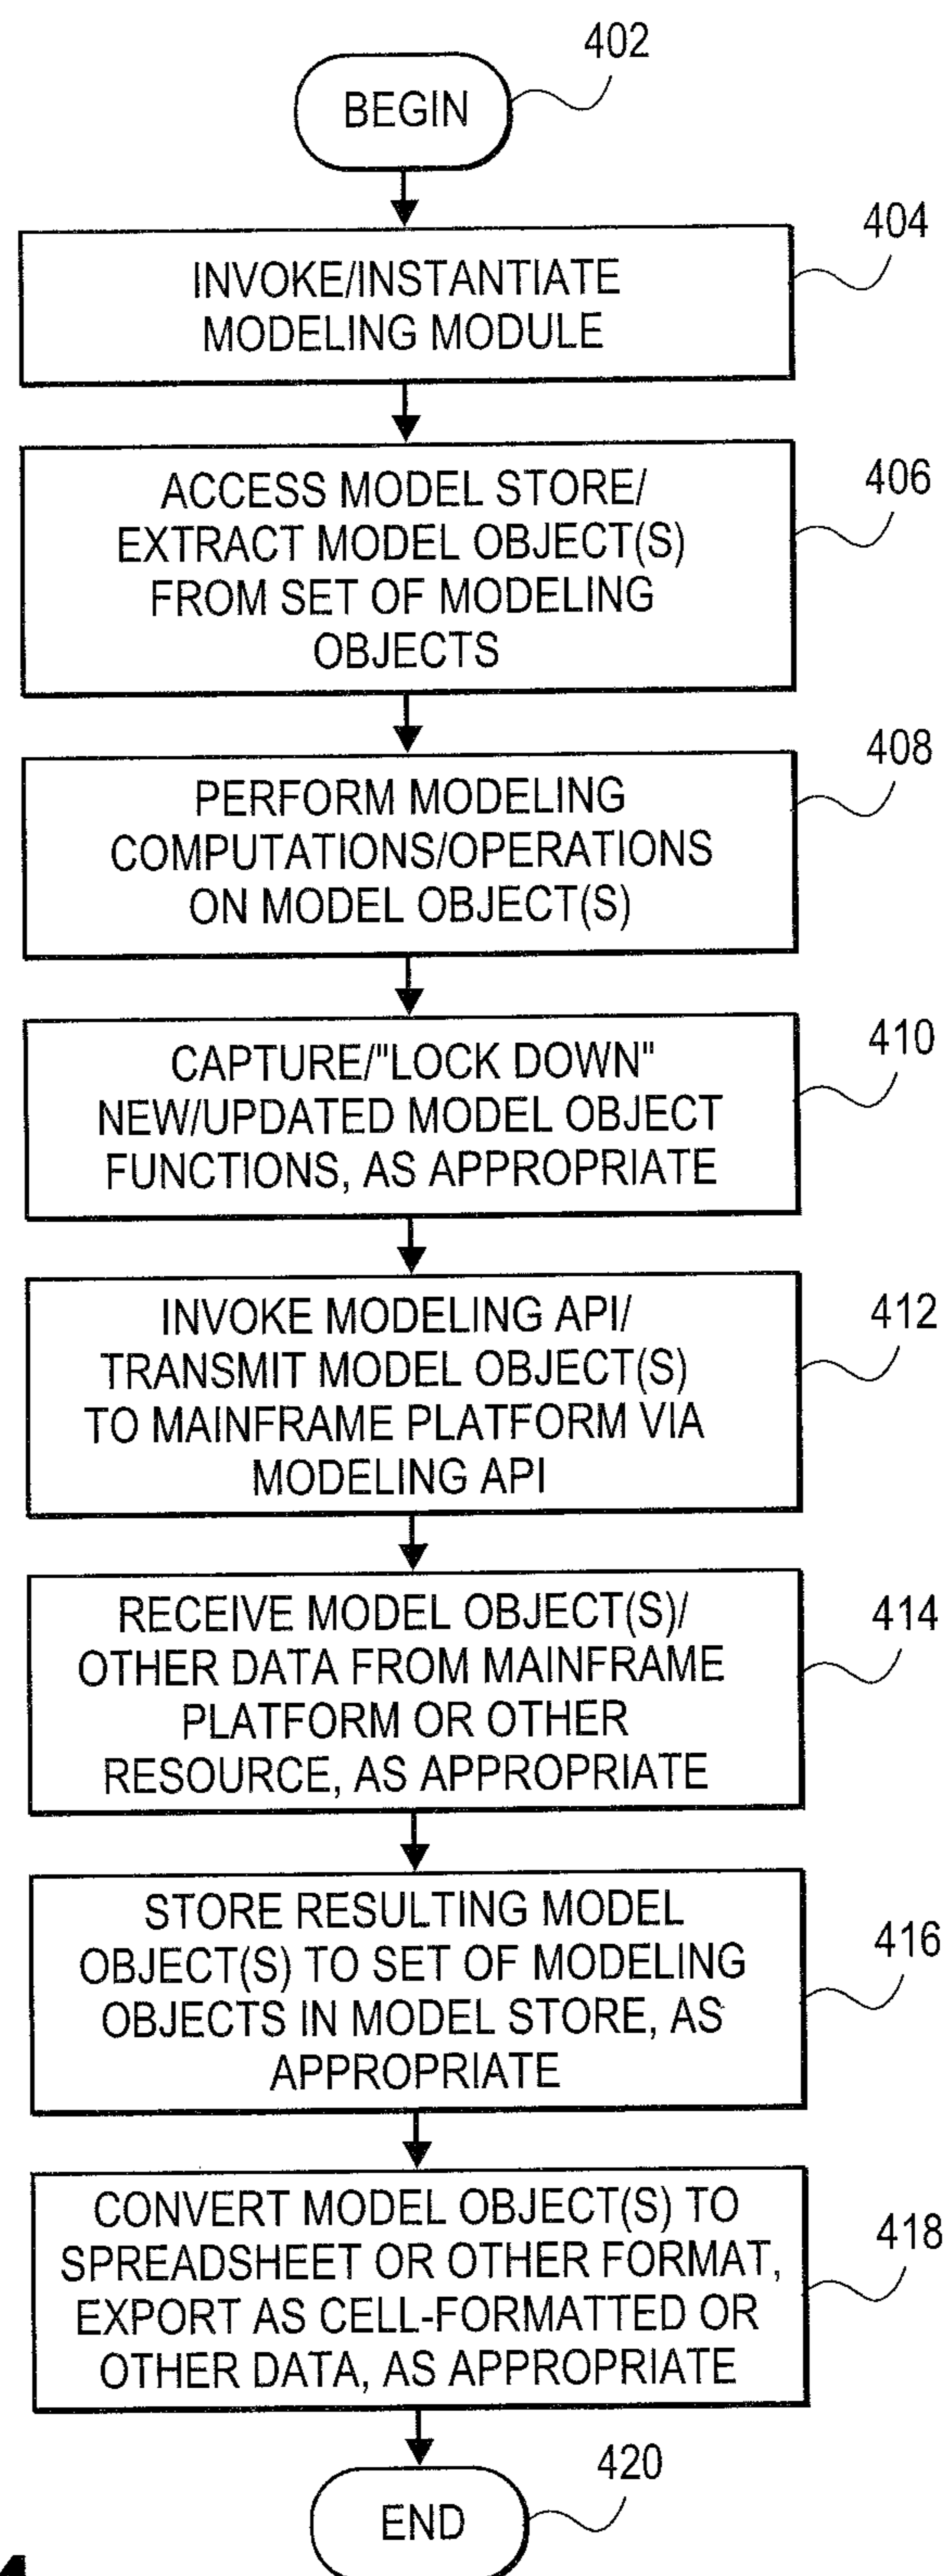 402
BEGIN
404
INVOKE/INSTANTIATE
MODELING MODULE
406
ACCESS MODEL STORE/
EXTRACT MODEL OBJECT(S)
FROM SET OF MODELING
OBJECTS
408
PERFORM MODELING
COMPUTATIONS/OPERATIONS
ON MODEL OBJECT(S)
410
CAPTURE/"LOCK DOWN"
NEW/UPDATED MODEL OBJECT
FUNCTIONS, AS APPROPRIATE
412
INVOKE MODELING API/
TRANSMIT MODEL OBJECT(S)
TO MAINFRAME PLATFORM VIA
MODELING API
414
RECEIVE MODEL OBJECT(S)/
OTHER DATA FROM MAINFRAME
PLATFORM OR OTHER
RESOURCE, AS APPROPRIATE
416
STORE RESULTING MODEL
OBJECT(S) TO SET OF MODELING
OBJECTS IN MODEL STORE, AS
APPROPRIATE
418
CONVERT MODEL OBJECT(S) TO
SPREADSHEET OR OTHER FORMAT,
EXPORT AS CELL-FORMATTED OR
OTHER DATA, AS APPROPRIATE
420
END